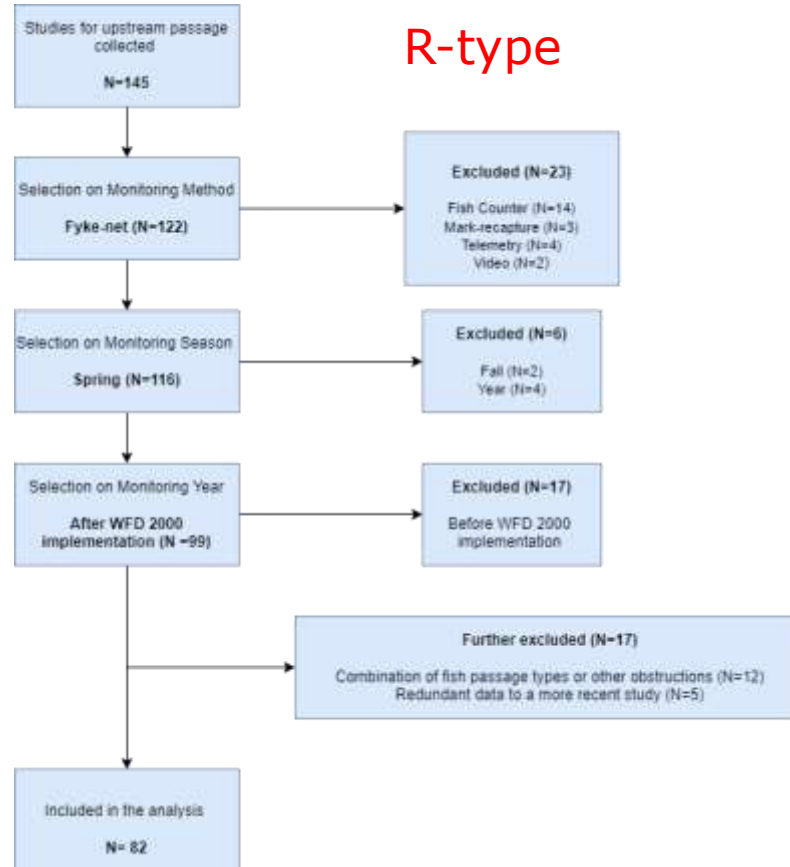 Studies for upstream passage
collected
N=145
R-type
Selection on Monitoring Method
Fyke-net (N=122)
Excluded (N=23)
Fish Counter (N=14)
Mark-recapture (N=3)
Telemetry (N=4)
Video (N=2)
Selection on Monitoring Season
Spring (N=116)
Excluded (N=6)
Fall (N=2)
Year (N=4)
Selection on Monitoring Year
After WFD 2000
implementation (N =99)
Excluded (N=17)
Before WFD 2000
implementation
Further excluded (N=17)
Combination of fish passage types or other obstructions (N=12)
Redundant data to a more recent study (N=5)
Included in the analysis
N= 82